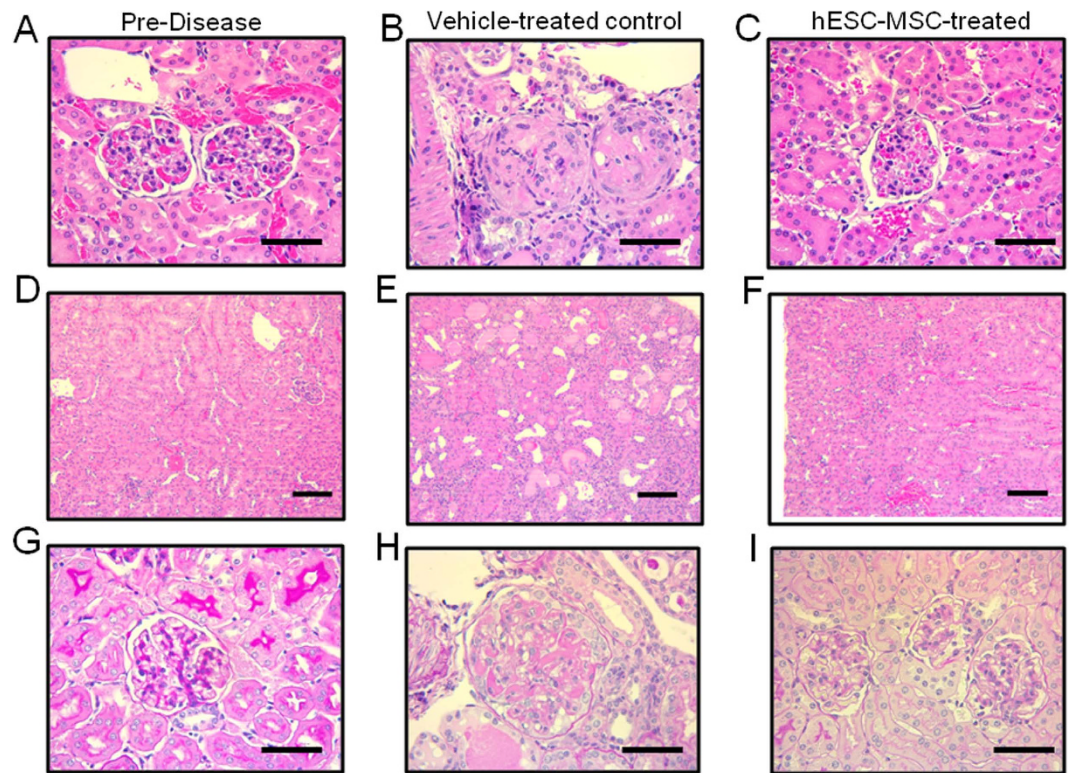 Pre-Disease
Vehicle-treated control
hESC-MSC-treated
A
B
C
D
E
F
G
H
I